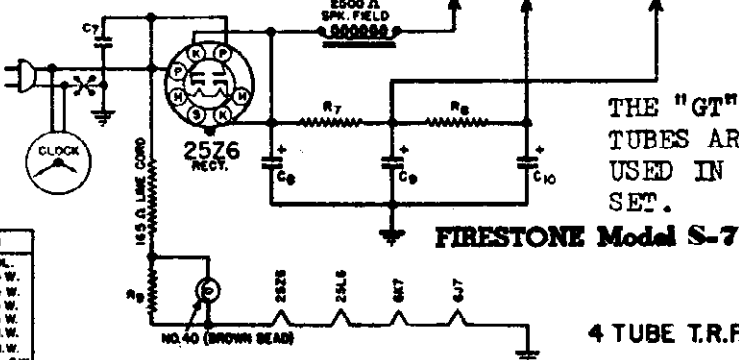 2500 Ω
SPK. FIELD
C7
K P
P
H H
S K
25Z6
RECT.
CLOCK
165 Ω LINE CORD
R7
R8
C8
C9
C10
THE "GT"
TUBES AR
USED IN
SET.
FIRESTONE Model S-7
R9
NO. 40 (BROWN BEAD)
25Z6
25L6
6K7
6J7
4 TUBE T.R.F
W.
W.
W.
W.
W.
W.